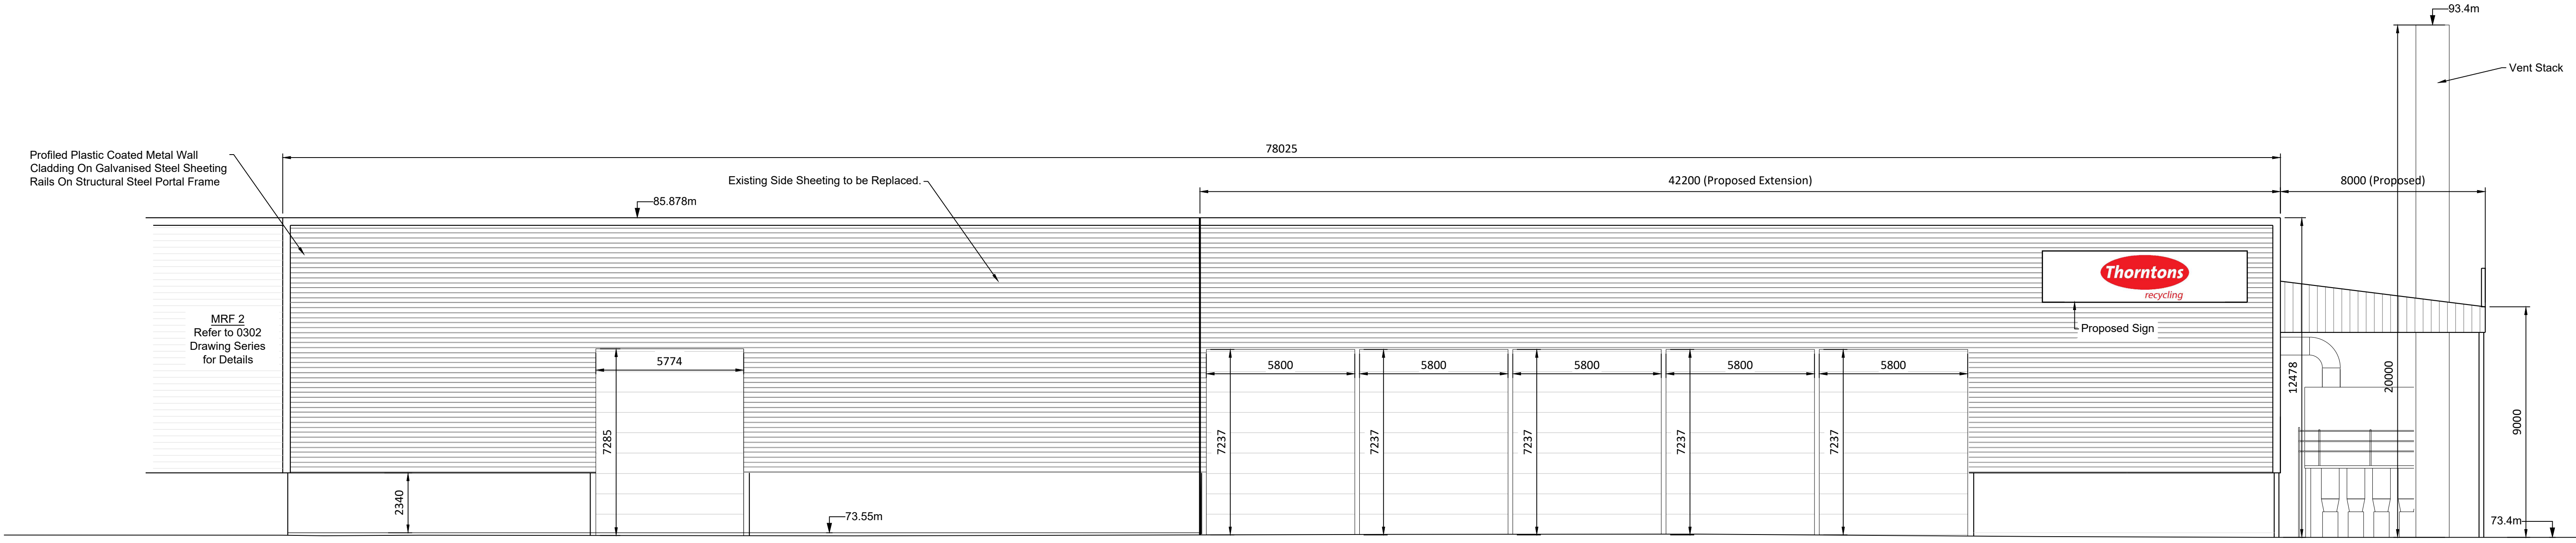 93.4m
Vent Stack
78025
Profiled Plastic Coated Metal Wall
Cladding On Galvanised Steel Sheeting
Rails On Structural Steel Portal Frame
Existing Side Sheeting to be Replaced.
42200 (Proposed Extension)
8000 (Proposed)
85.878m
Thorntons
recycling
Proposed Sign
MRF 2
Refer to 0302
Drawing Series
for Details
5774
5800
5800
5800
5800
5800
12478
20000
9000
7285
7237
7237
7237
7237
7237
2340
73.55m
73.4m